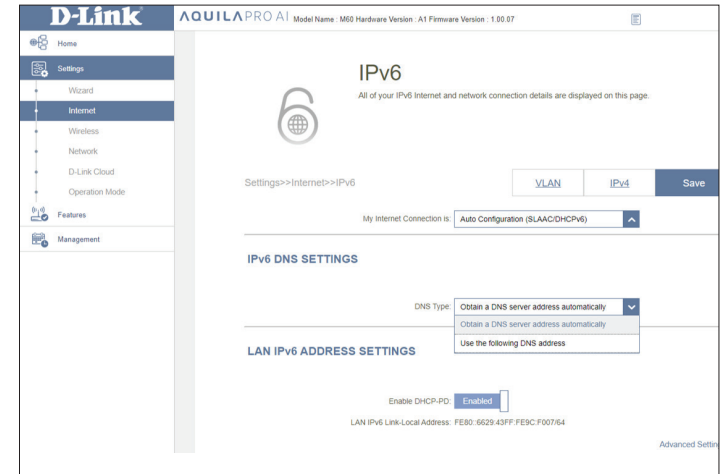 D-Link
AQUILA PRO AI Model Name : M60 Hardware Version : A1 Firmware Version : 1.00.07
Home
Settings
Wizard
Internet
Wireless
Network
D-Link Cloud
Operation Mode
Features
Management
IPv6
All of your IPv6 Internet and network connection details are displayed on this page.
Settings>>Internet>>IPv6
VLAN
IPv4
Save
My Internet Connection is: Auto Configuration (SLAAC/DHCPv6)
IPv6 DNS SETTINGS
DNS Type: Obtain a DNS server address automatically
Obtain a DNS server address automatically
Use the following DNS address
LAN IPv6 ADDRESS SETTINGS
Enable DHCP-PD: Enabled
LAN IPv6 Link-Local Address: FE80::6629:43FF:FE9C:F007/64
Advanced Settin